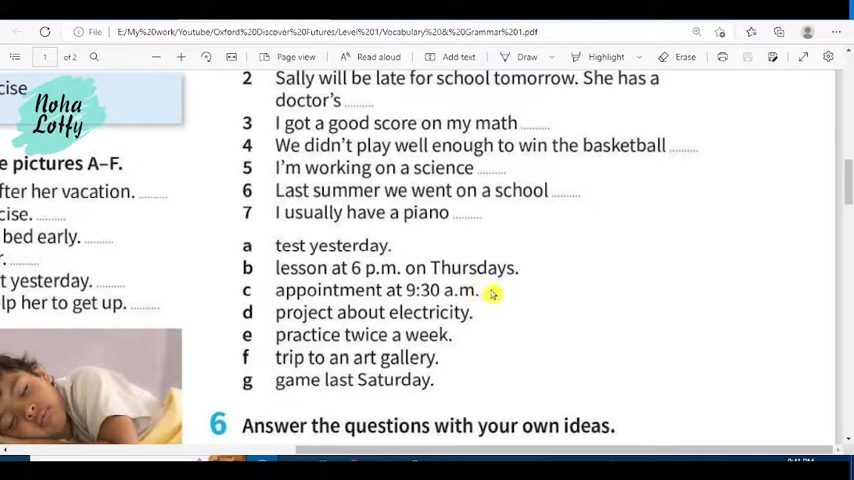 E:/My%20work/Youtube/Oxford%20Discover%20Futures/Level%201/Vocabulary%20&%20Grammar%201.pdf
1 of 2
Page view
Read aloud
Add text
Draw
Highlight
Erase
cise
Noha
Lotfy
e pictures A–F.
fter her vacation. ..........
cise. ..........
bed early. ..........
r. ..........
t yesterday. ..........
elp her to get up. ..........
2 Sally will be late for school tomorrow. She has a
doctor's ..........
3 I got a good score on my math ..........
4 We didn't play well enough to win the basketball ..........
5 I'm working on a science ..........
6 Last summer we went on a school ..........
7 I usually have a piano ..........
a test yesterday.
b lesson at 6 p.m. on Thursdays.
c appointment at 9:30 a.m.
d project about electricity.
e practice twice a week.
f trip to an art gallery.
g game last Saturday.
6 Answer the questions with your own ideas.